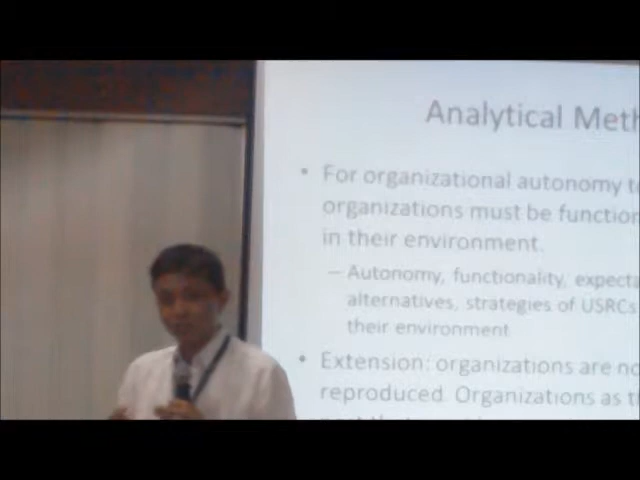 Analytical Meth
• For organizational autonomy t
organizations must be function
in their environment.
– Autonomy, functionality, expecta
alternatives, strategies of USRCs
their environment
• Extension: organizations are no
reproduced. Organizations as t